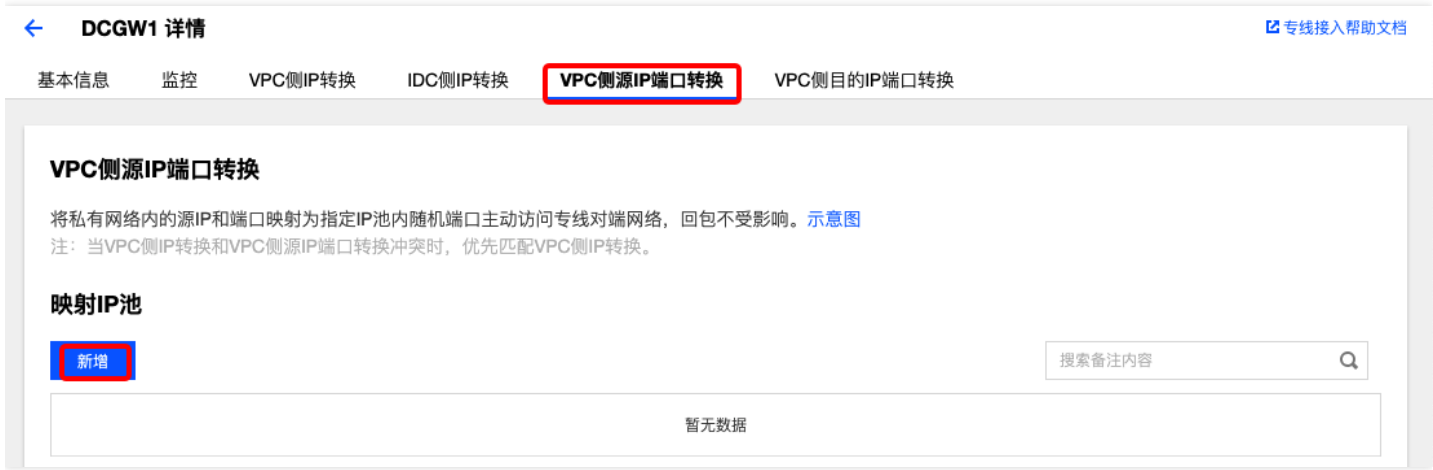 DCGW1 详情
专线接入帮助文档
基本信息 监控 VPC侧IP转换 IDC侧IP转换 VPC侧源IP端口转换 VPC侧目的IP端口转换
VPC侧源IP端口转换
将私有网络内的源IP和端口映射为指定IP池内随机端口主动访问专线对端网络，回包不受影响。示意图
注：当VPC侧IP转换和VPC侧源IP端口转换冲突时，优先匹配VPC侧IP转换。
映射IP池
新增
搜索备注内容
暂无数据